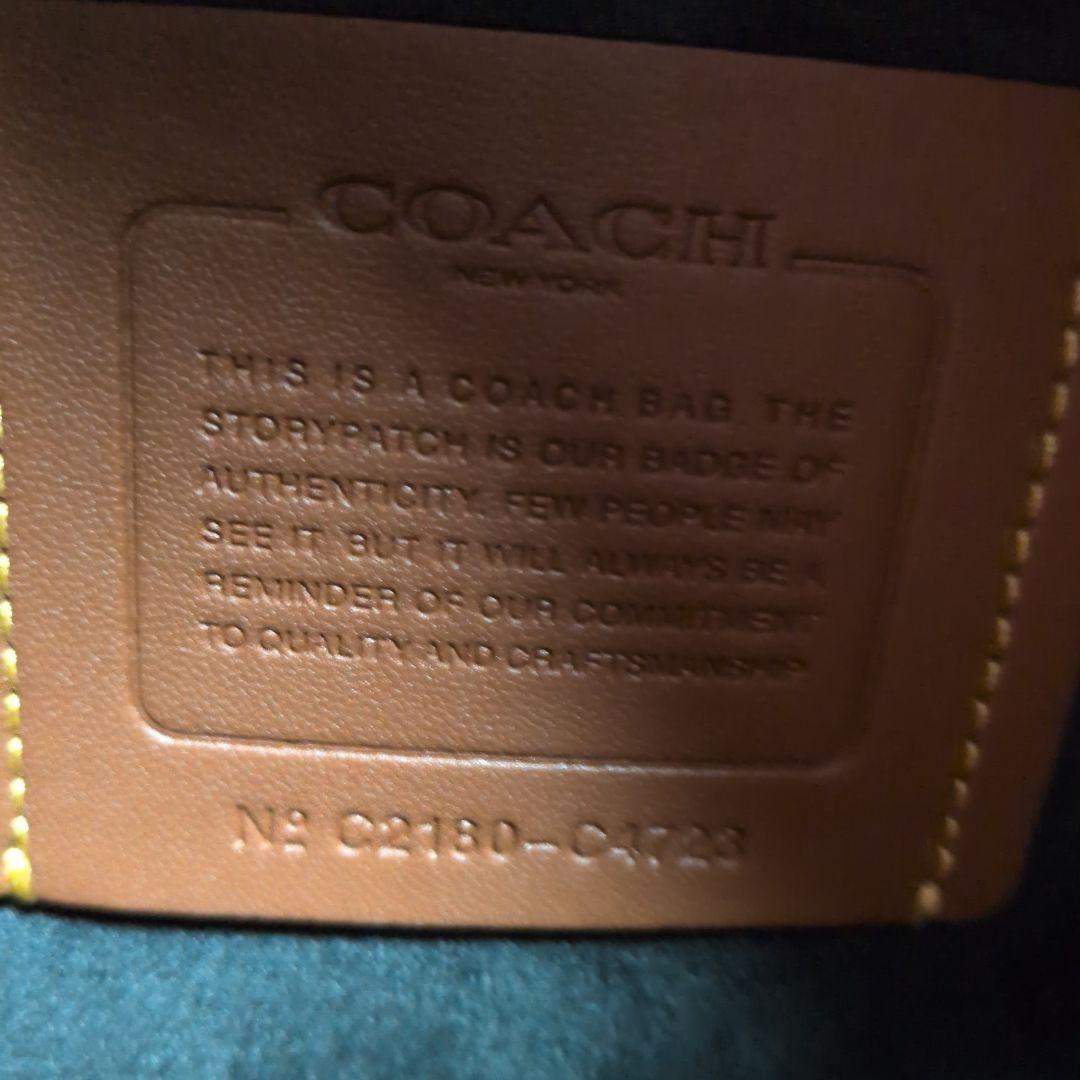 COACH
NEW YORK
THIS IS A COACH BAG. THE
STORYPATCH IS OUR BADGE OF
AUTHENTICITY. FEW PEOPLE MAY
SEE IT, BUT IT WILL ALWAYS BE A
REMINDER OF OUR COMMITMENT
TO QUALITY AND CRAFTSMANSHIP.
Nº C2180-C4723